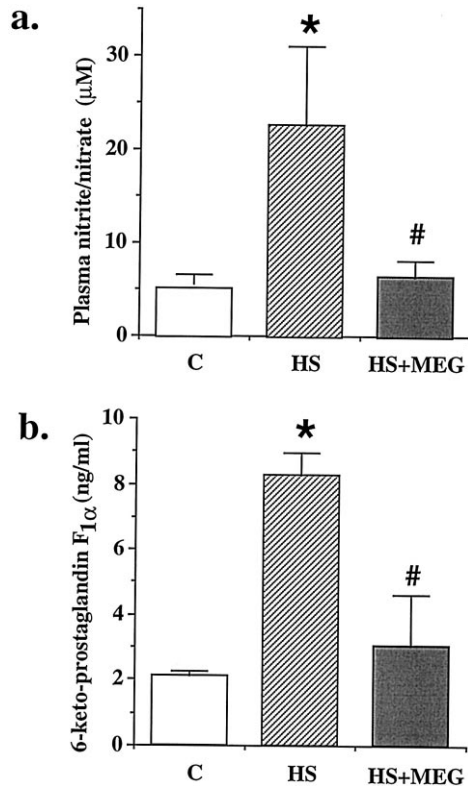 a.
Plasma nitrite/nitrate (μM)
30
20
10
0
*
#
C HS HS+MEG
b.
6-keto-prostaglandin F1α (ng/ml)
10
8
6
4
2
0
*
#
C HS HS+MEG